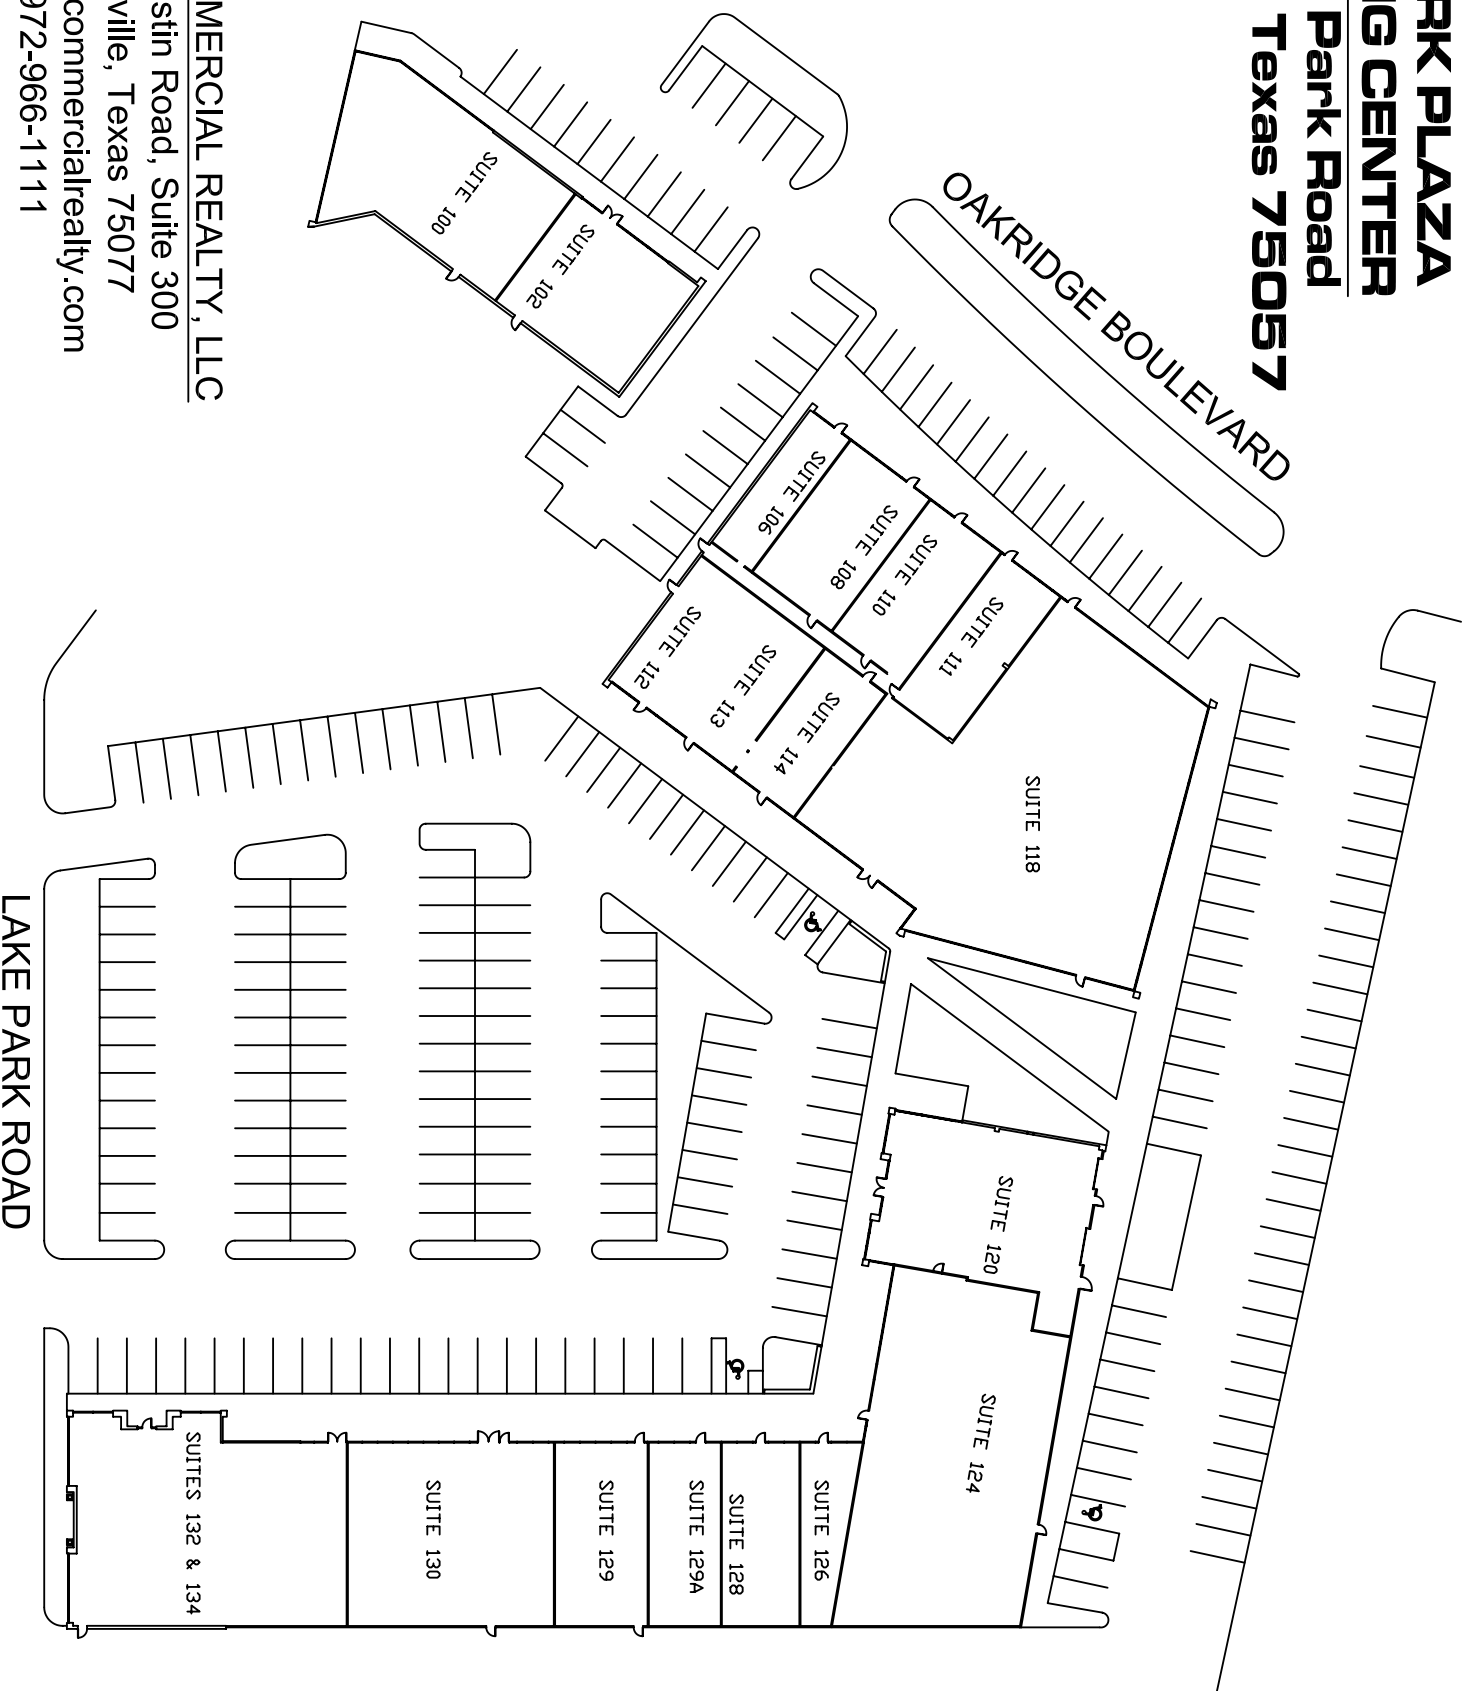 RK PLAZA
G CENTER
Park Road
Texas 75057
OAKRIDGE BOULEVARD
MERCIAL REALTY, LLC
stin Road, Suite 300
ville, Texas 75077
commercialrealty.com
972-966-1111
SUITE 100
SUITE 102
SUITE 106
SUITE 108
SUITE 110
SUITE 111
SUITE 112
SUITE 113
SUITE 114
SUITE 118
SUITE 120
SUITE 124
SUITE 126
SUITE 128
SUITE 129A
SUITE 129
SUITE 130
SUITES 132 & 134
LAKE PARK ROAD